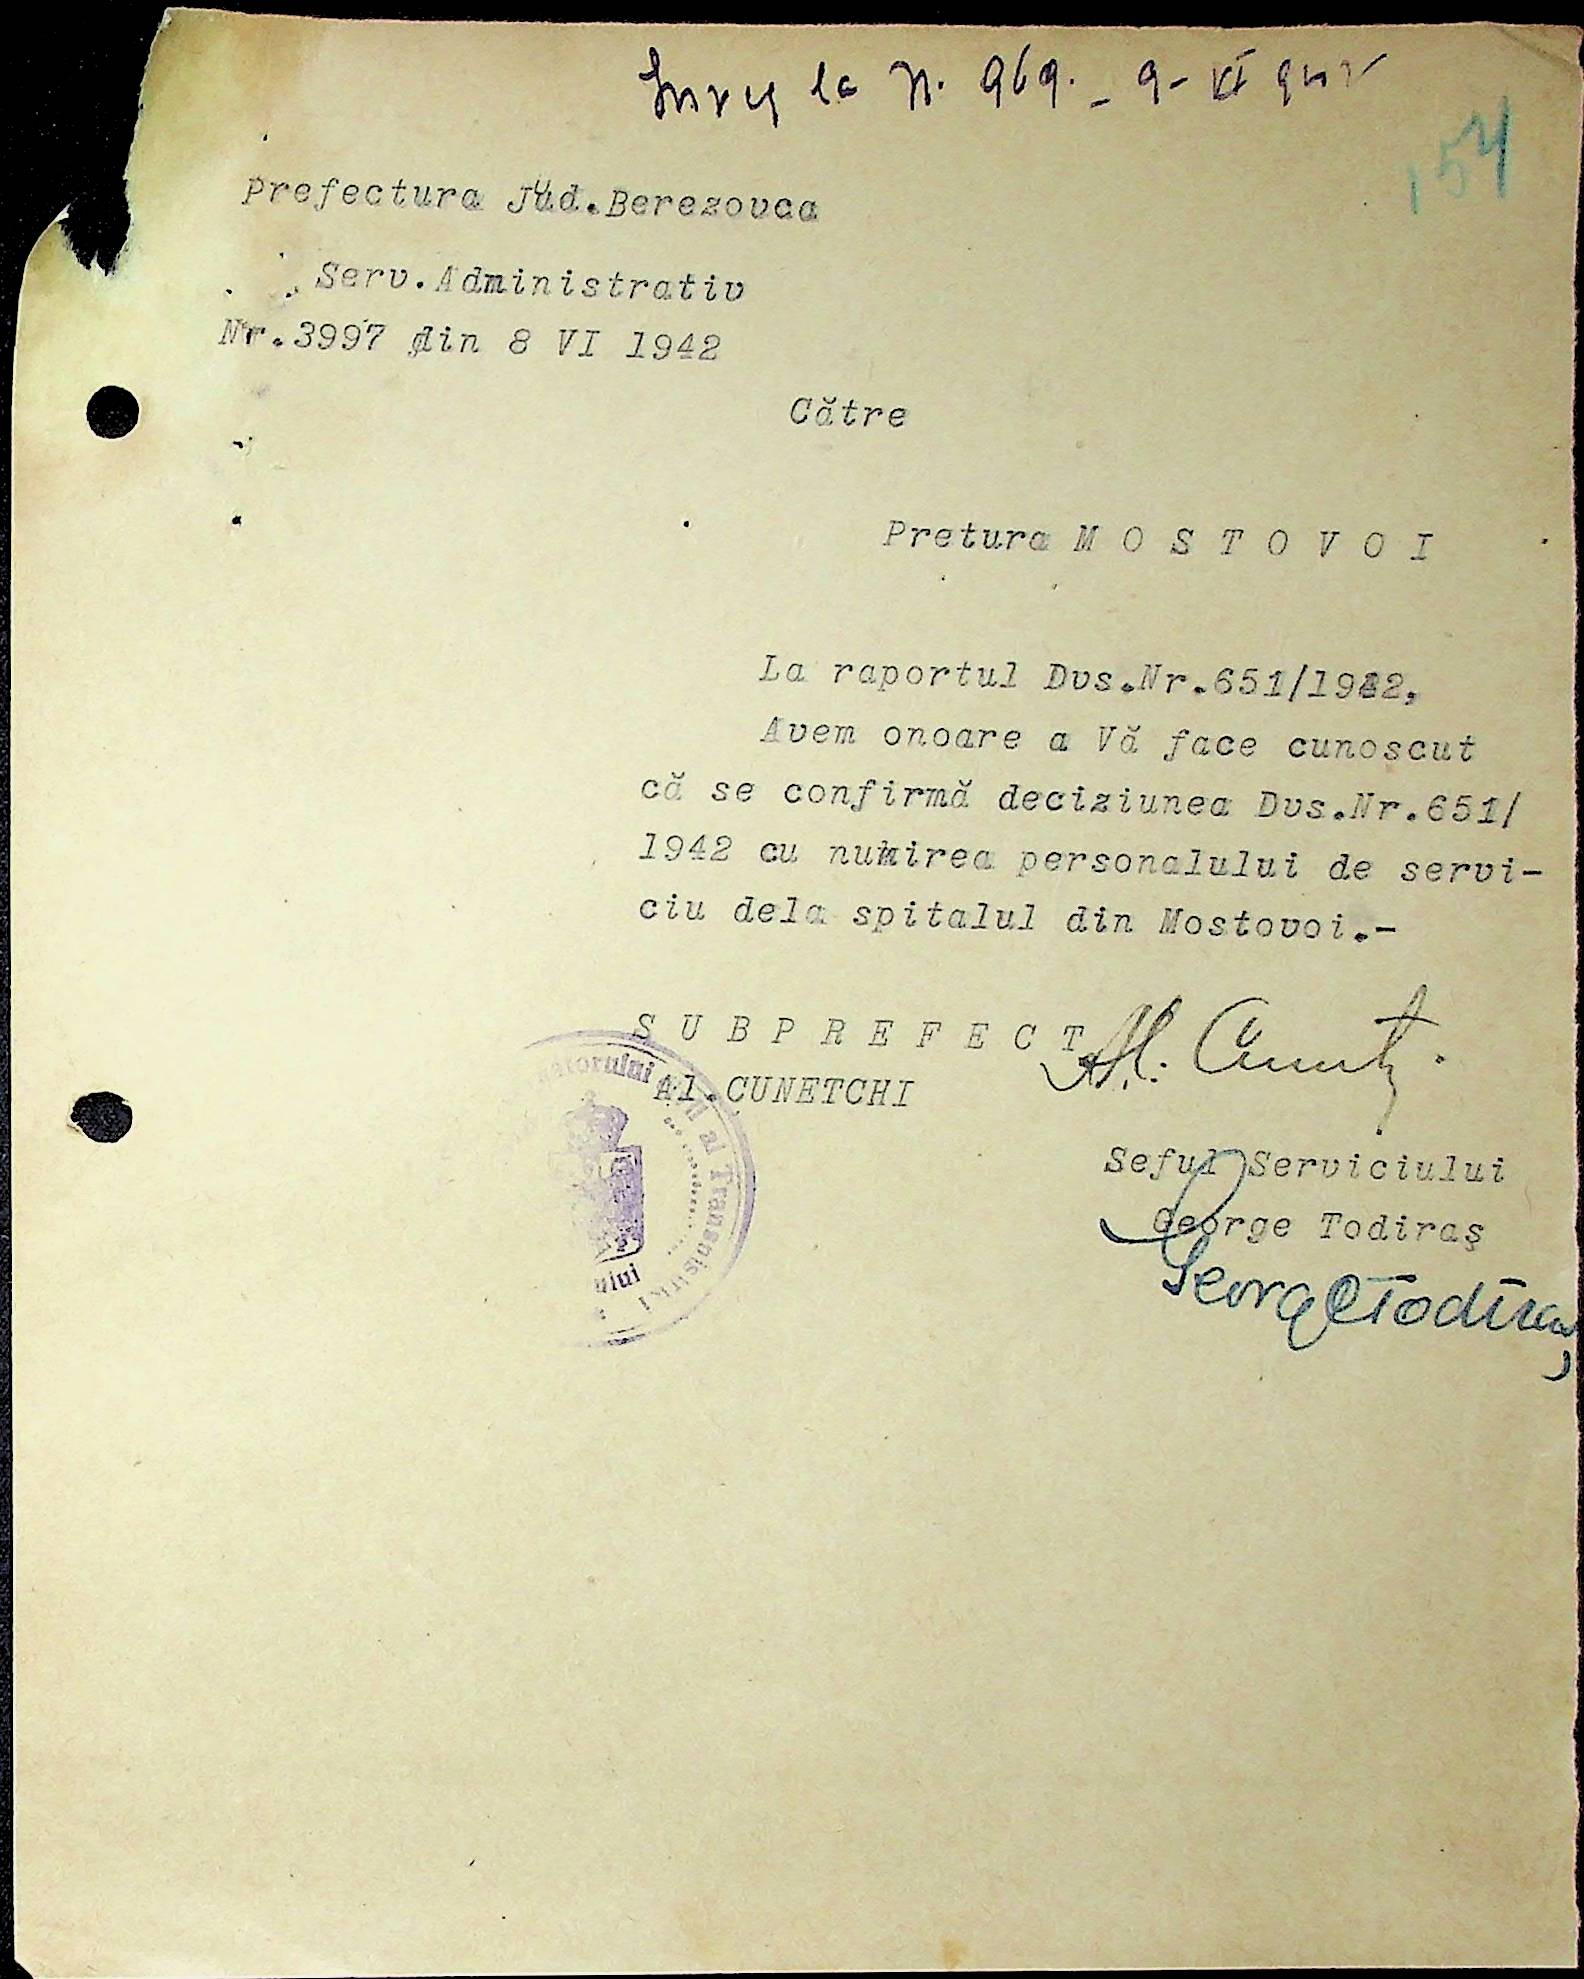 la N. 969. - 9- VI 942
154
Prefectura Jud.Berezovca
Serv.Administrativ
Nr.3997 din 8 VI 1942
Către
Pretura M O S T O V O I
La raportul Dvs.Nr.651/1942,
Avem onoare a Vă face cunoscut
că se confirmă deciziunea Dvs.Nr.651/
1942 cu numirea personalului de servi-
ciu dela spitalul din Mostovoi.-
S U B P R E F E C T
Al.CUNETCHI
Seful Serviciului
George Todiraş
George Todiraş
al Transnistriei